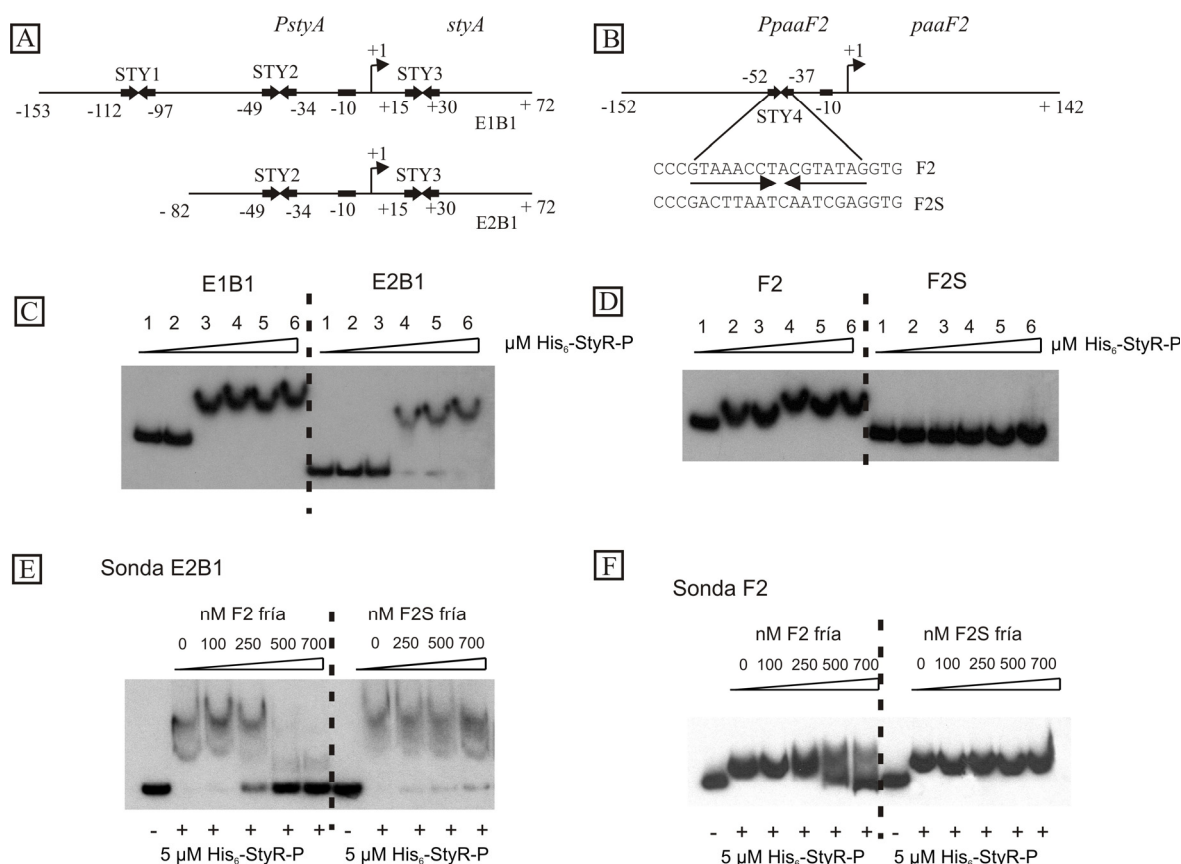 A
PstyA styA
+1
STY1 STY2 STY3
-153 -112 -97 -49 -34 -10 +15 +30 + 72
E1B1
+1
STY2 STY3
- 82 -49 -34 -10 +15 +30 +72
E2B1
B
PpaaF2 paaF2
+1
-52 -37
-152 -10 +142
STY4
CCCGTAAACCTACGTATAGGTG F2
CCCGACTTAATCAATCGAGGTG F2S
C
E1B1 E2B1
1 2 3 4 5 6 1 2 3 4 5 6
µM His6-StyR-P
D
F2 F2S
1 2 3 4 5 6 1 2 3 4 5 6
µM His6-StyR-P
E
Sonda E2B1
nM F2 fría nM F2S fría
0 100 250 500 700 0 250 250 500 700
- + + + + + - + + + +
5 µM His6-StyR-P 5 µM His6-StyR-P
F
Sonda F2
nM F2 fría nM F2S fría
0 100 250 500 700 0 100 250 500 700
- + + + + + - + + + + +
5 µM His6-StyR-P 5 µM His6-StyR-P